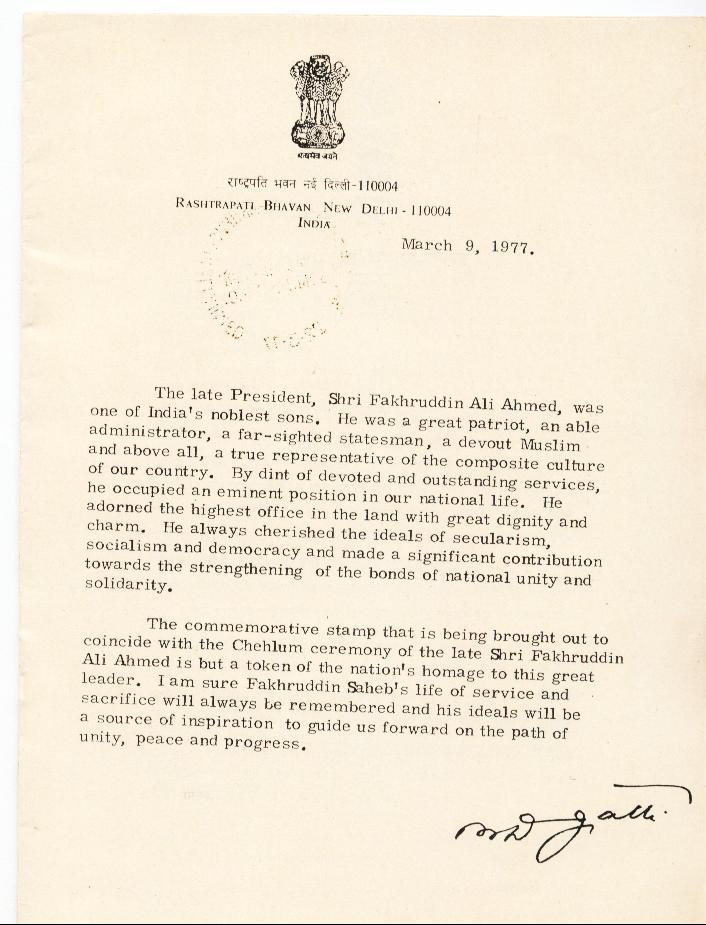 सत्यमेव जयते
राष्ट्रपति भवन नई दिल्ली-110004
RASHTRAPATI BHAVAN NEW DELHI - 110004
INDIA
March 9, 1977.
The late President, Shri Fakhruddin Ali Ahmed, was
one of India's noblest sons. He was a great patriot, an able
administrator, a far-sighted statesman, a devout Muslim
and above all, a true representative of the composite culture
of our country. By dint of devoted and outstanding services,
he occupied an eminent position in our national life. He
adorned the highest office in the land with great dignity and
charm. He always cherished the ideals of secularism,
socialism and democracy and made a significant contribution
towards the strengthening of the bonds of national unity and
solidarity.
The commemorative stamp that is being brought out to
coincide with the Chehlum ceremony of the late Shri Fakhruddin
Ali Ahmed is but a token of the nation's homage to this great
leader. I am sure Fakhruddin Saheb's life of service and
sacrifice will always be remembered and his ideals will be
a source of inspiration to guide us forward on the path of
unity, peace and progress.